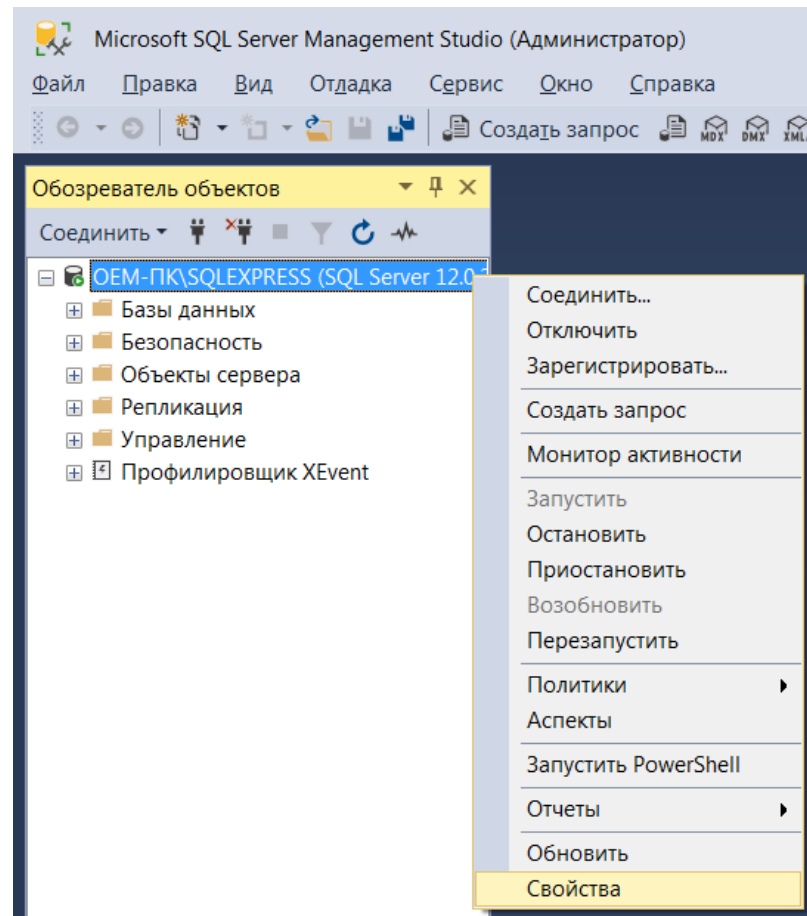 Microsoft SQL Server Management Studio (Администратор)
Файл Правка Вид Отладка Сервис Окно Справка
Создать запрос MDX DMX XML
Обозреватель объектов
Соединить
OEM-ПК\SQLEXPRESS (SQL Server 12.0
Базы данных
Безопасность
Объекты сервера
Репликация
Управление
Профилировщик XEvent
Соединить...
Отключить
Зарегистрировать...
Создать запрос
Монитор активности
Запустить
Остановить
Приостановить
Возобновить
Перезапустить
Политики
Аспекты
Запустить PowerShell
Отчеты
Обновить
Свойства